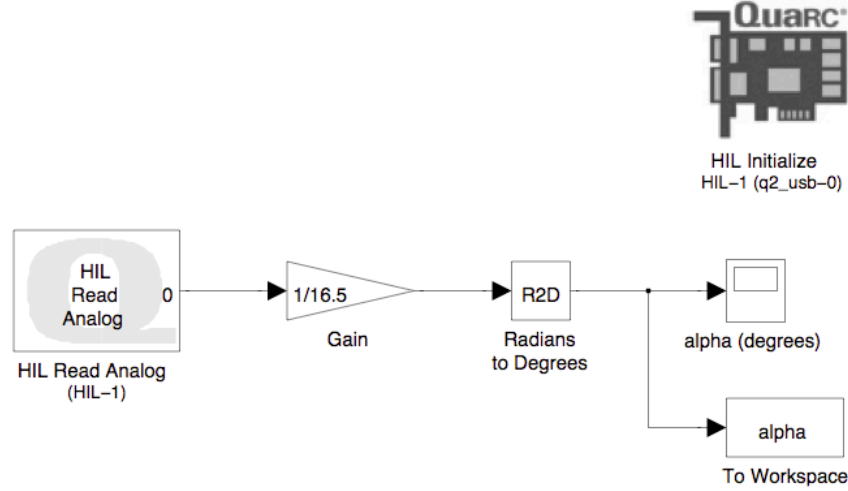 QUARC®
HIL Initialize
HIL-1 (q2_usb-0)
HIL
Read
Analog
0
HIL Read Analog
(HIL-1)
1/16.5
Gain
R2D
Radians
to Degrees
alpha (degrees)
alpha
To Workspace